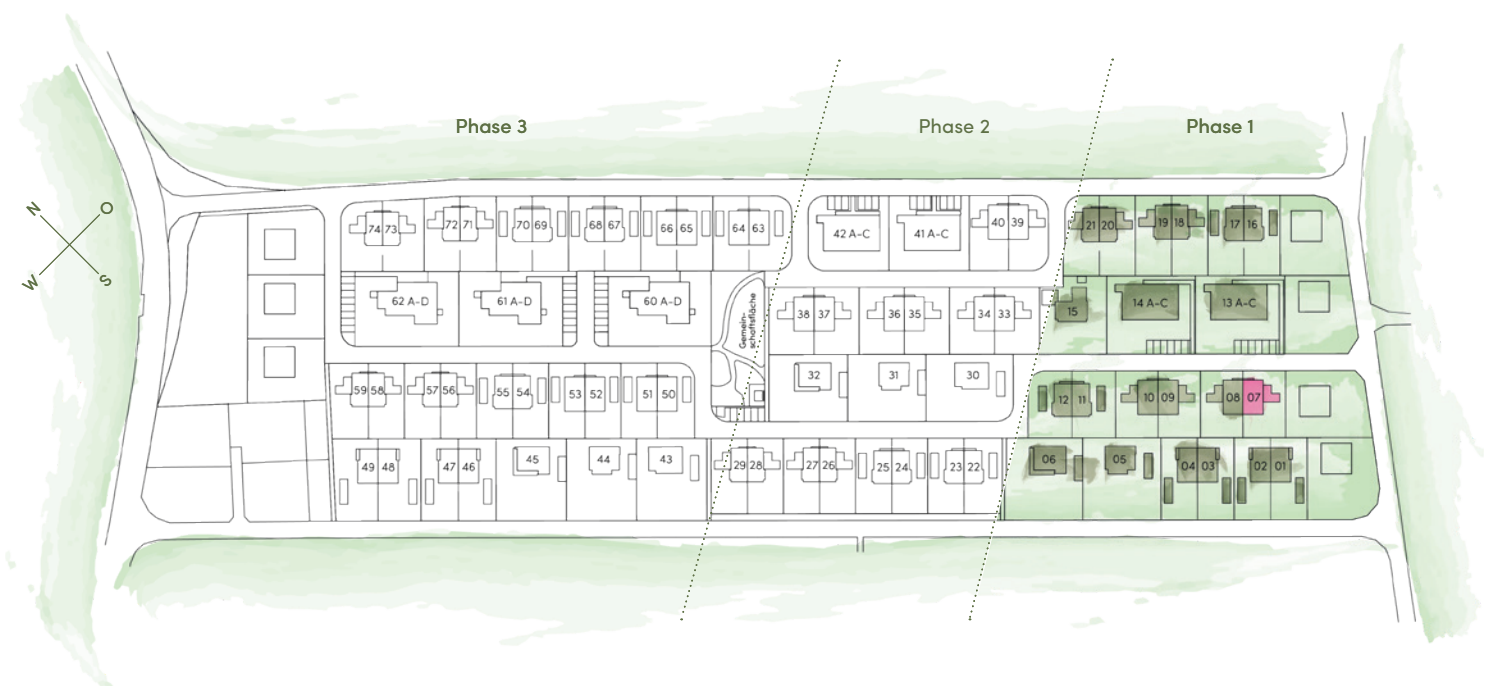 Phase 3
Phase 2
Phase 1
N
O
W
S
74 73
72 71
70 69
68 67
66 65
64 63
42 A-C
41 A-C
40 39
21 20
19 18
17 16
62 A-D
61 A-D
60 A-D
Gemein-
schaftsfläche
38 37
36 35
34 33
15
14 A-C
13 A-C
32
31
30
59 58
57 56
55 54
53 52
51 50
12 11
10 09
08 07
49 48
47 46
45
44
43
29 28
27 26
25 24
23 22
06
05
04 03
02 01